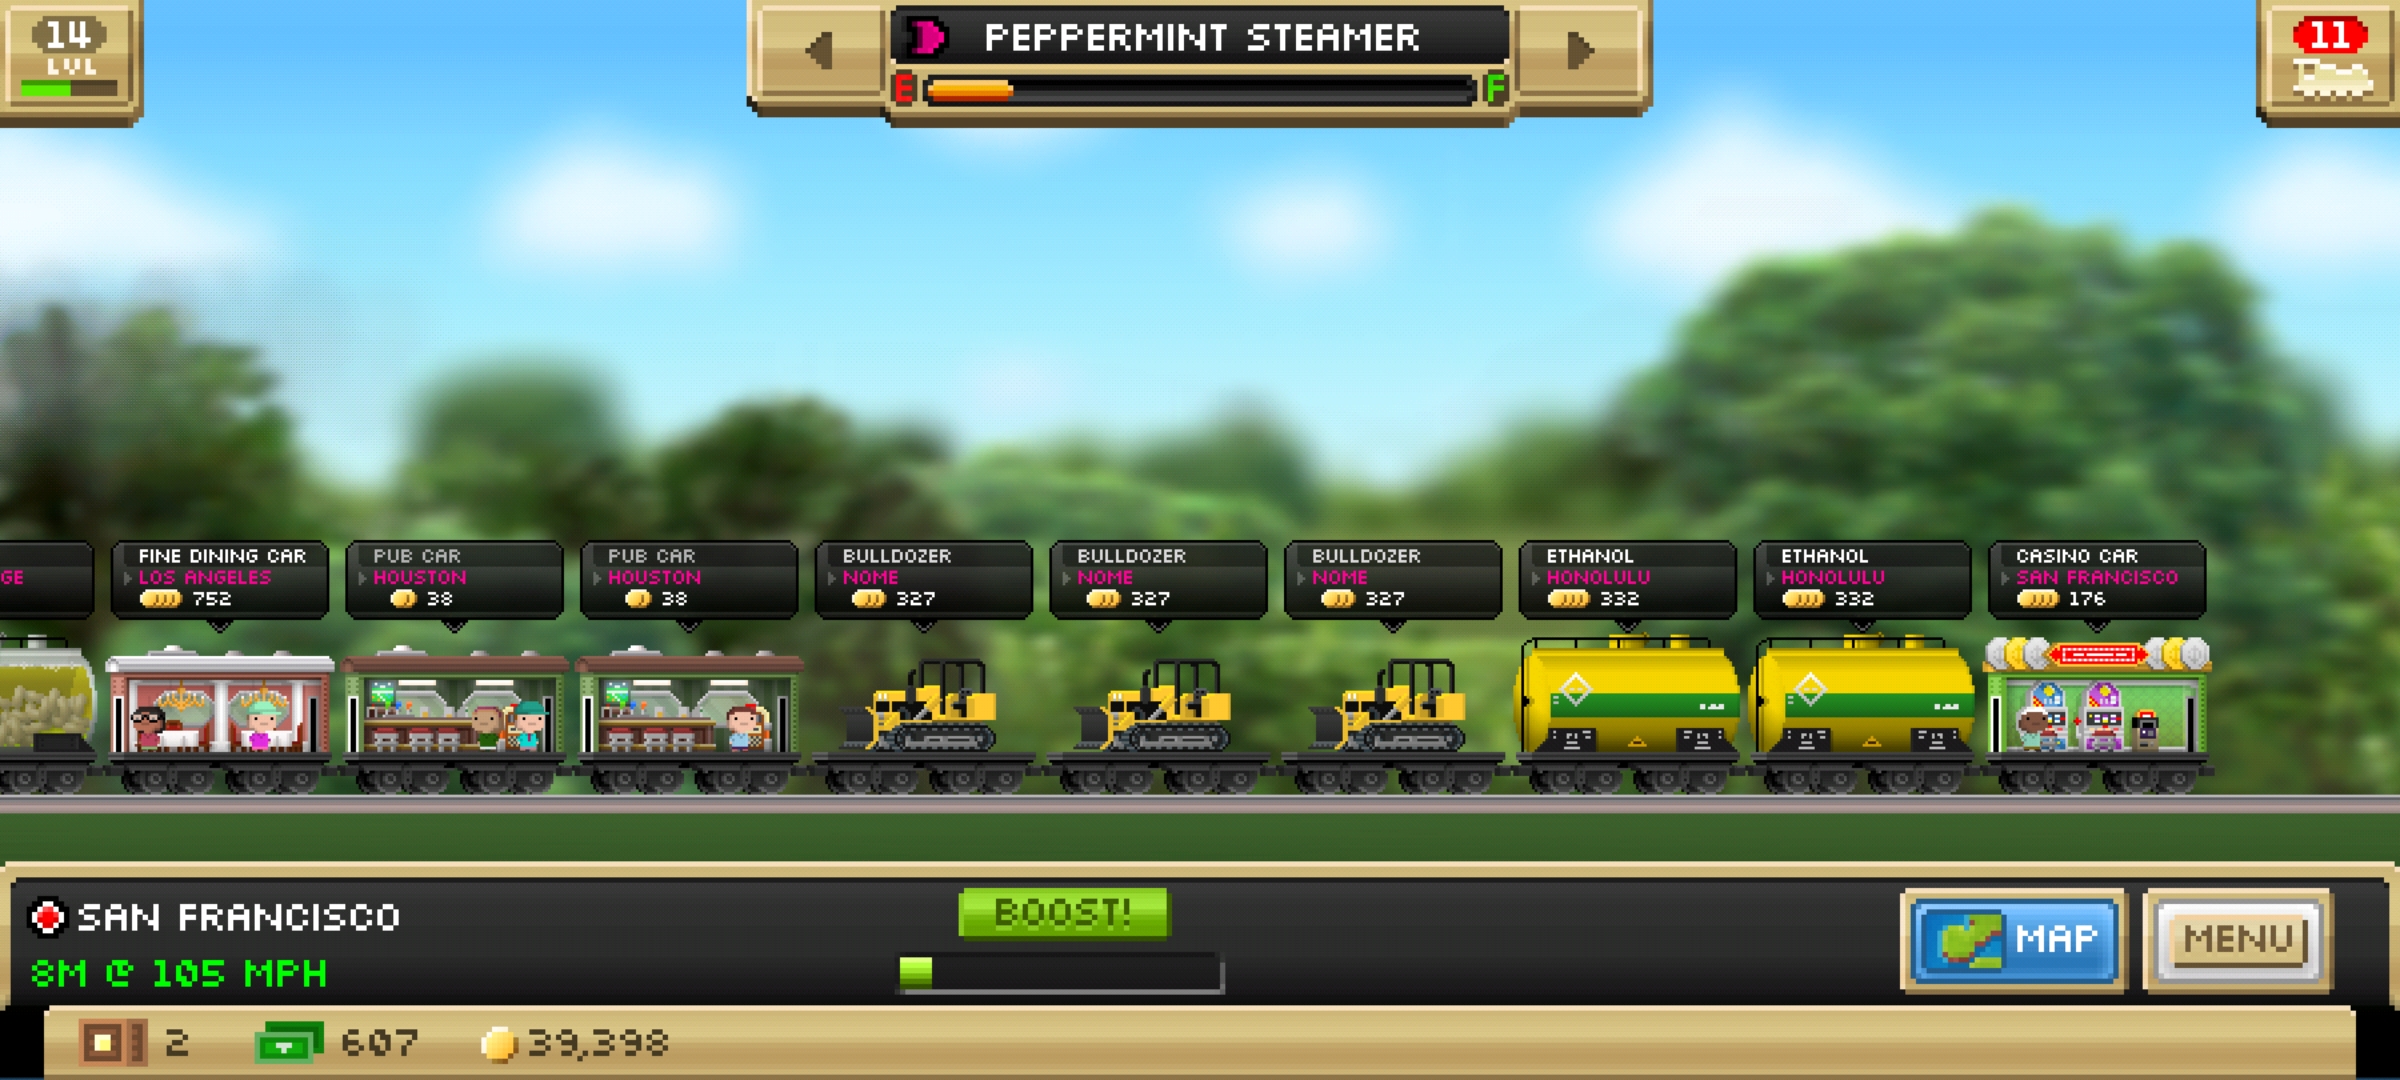 14
LVL
PEPPERMINT STEAMER
E
F
11
GE
FINE DINING CAR
LOS ANGELES
752
PUB CAR
HOUSTON
38
PUB CAR
HOUSTON
38
BULLDOZER
NOME
327
BULLDOZER
NOME
327
BULLDOZER
NOME
327
ETHANOL
HONOLULU
332
ETHANOL
HONOLULU
332
CASINO CAR
SAN FRANCISCO
176
SAN FRANCISCO
8M @ 105 MPH
BOOST!
MAP
MENU
2
607
39,398